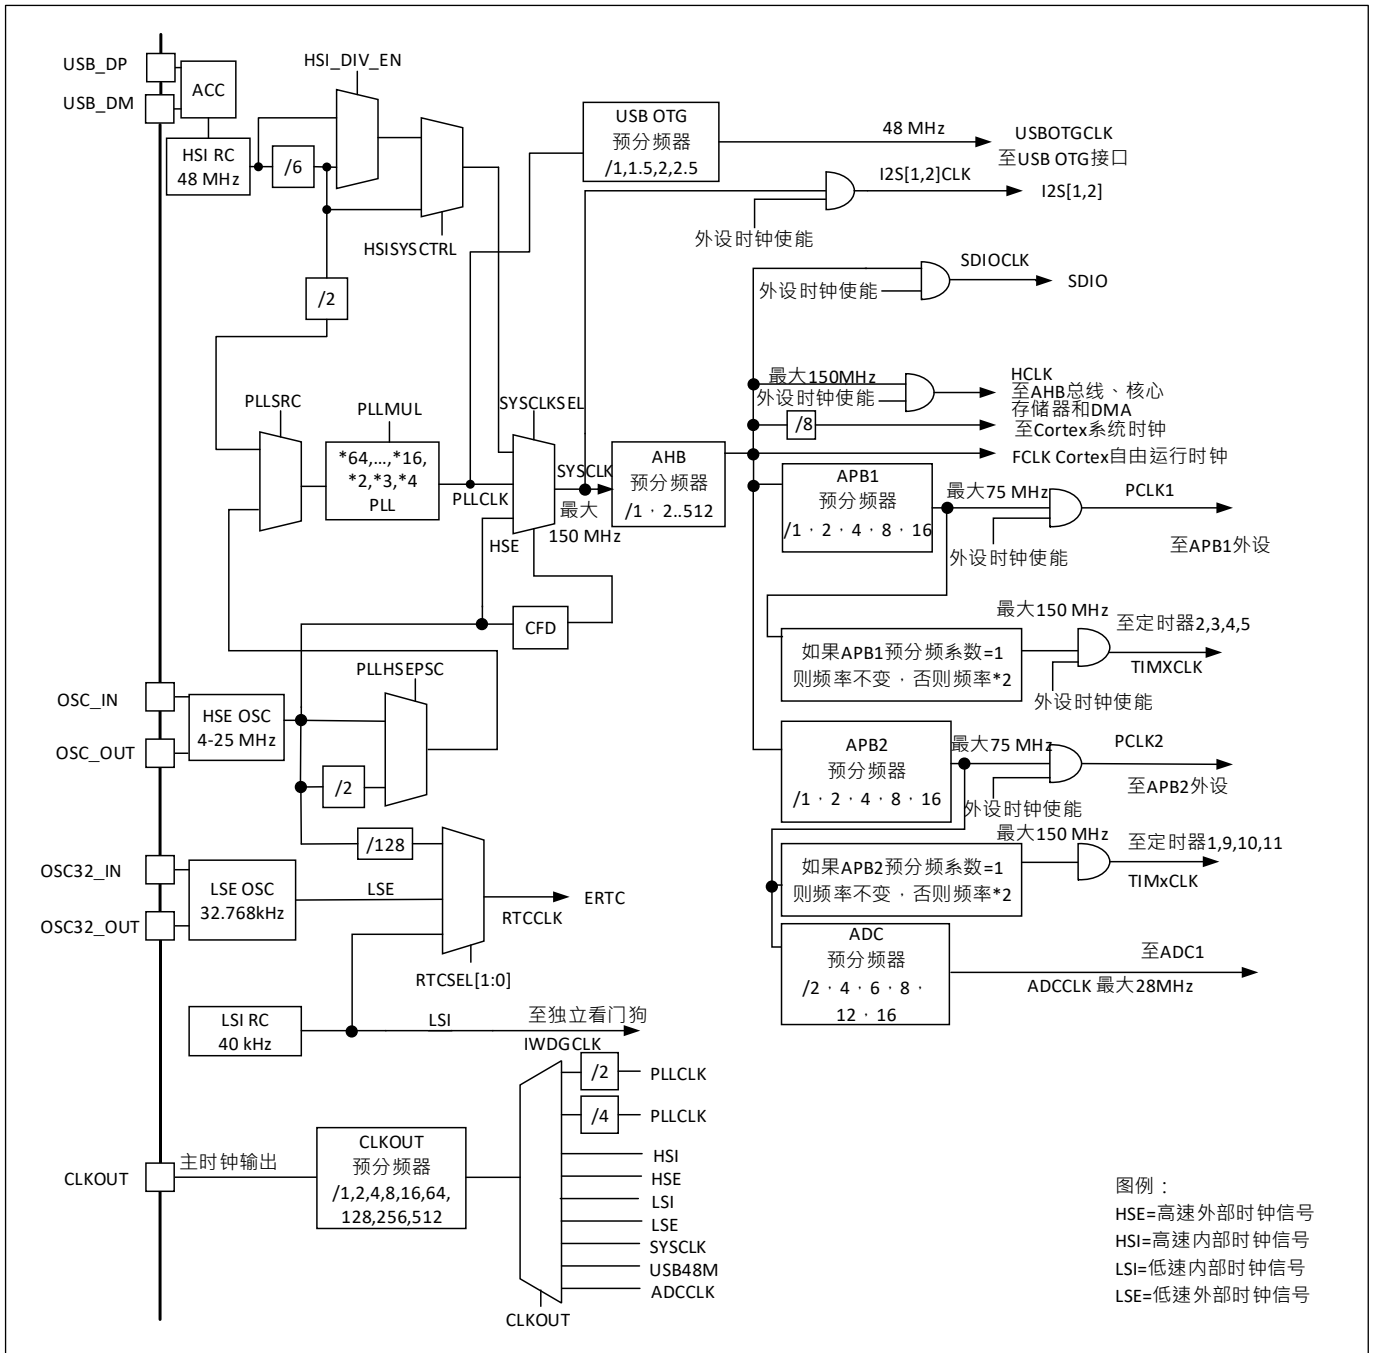 USB_DP
USB_DM
ACC
HSI RC
48 MHz
/6
HSI_DIV_EN
HSISYSCTRL
/2
USB OTG
预分频器
/1,1.5,2,2.5
48 MHz
USBOTGCLK
至USB OTG接口
I2S[1,2]CLK
I2S[1,2]
外设时钟使能
SDIOCLK
SDIO
外设时钟使能
最大150MHz
外设时钟使能
HCLK
至AHB总线、核心
存储器和DMA
/8
至Cortex系统时钟
FCLK Cortex自由运行时钟
PLLSRC
PLLMUL
*64,...,*16,
*2,*3,*4
PLL
PLLCLK
SYSCLKSEL
HSE
SYSCLK
最大
150 MHz
AHB
预分频器
/1 · 2..512
APB1
预分频器
/1 · 2 · 4 · 8 · 16
最大75 MHz
外设时钟使能
PCLK1
至APB1外设
CFD
如果APB1预分频系数=1
则频率不变 · 否则频率*2
最大150 MHz
外设时钟使能
至定时器2,3,4,5
TIMXCLK
OSC_IN
OSC_OUT
HSE OSC
4-25 MHz
PLLHSEPSC
/2
APB2
预分频器
/1 · 2 · 4 · 8 · 16
最大75 MHz
外设时钟使能
PCLK2
至APB2外设
如果APB2预分频系数=1
则频率不变 · 否则频率*2
最大150 MHz
至定时器1,9,10,11
TIMxCLK
OSC32_IN
OSC32_OUT
LSE OSC
32.768kHz
/128
LSE
RTCCLK
ERTC
RTCSEL[1:0]
ADC
预分频器
/2 · 4 · 6 · 8 ·
12 · 16
至ADC1
ADCCLK 最大28MHz
LSI RC
40 kHz
LSI
至独立看门狗
IWDGCLK
/2
PLLCLK
/4
PLLCLK
HSI
HSE
LSI
LSE
SYSCLK
USB48M
ADCCLK
CLKOUT
CLKOUT
主时钟输出
CLKOUT
预分频器
/1,2,4,8,16,64,
128,256,512
图例：
HSE=高速外部时钟信号
HSI=高速内部时钟信号
LSI=低速内部时钟信号
LSE=低速外部时钟信号